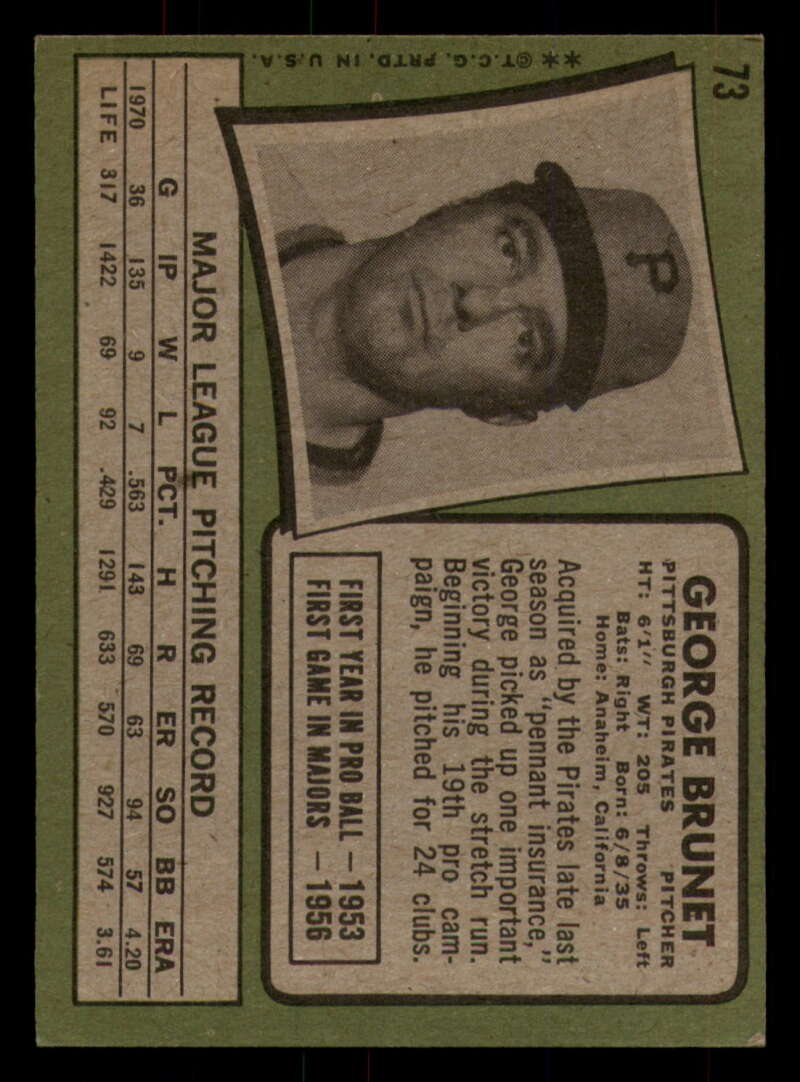 73
**©T.C.G. PRTD. IN U.S.A.
P
GEORGE BRUNET
PITTSBURGH PIRATES PITCHER
HT: 6'1" WT: 205 Throws: Left
Bats: Right Born: 6/8/35
Home: Anaheim, California
Acquired by the Pirates late last
season as "pennant insurance,"
George picked up one important
victory during the stretch run.
Beginning his 19th pro cam-
paign, he pitched for 24 clubs.
FIRST YEAR IN PRO BALL — 1953
FIRST GAME IN MAJORS — 1956
MAJOR LEAGUE PITCHING RECORD
G IP W L PCT. H R ER SO BB ERA
1970 36 135 9 7 .563 143 69 63 94 57 4.20
LIFE 317 1422 69 92 .429 1291 633 570 927 574 3.61